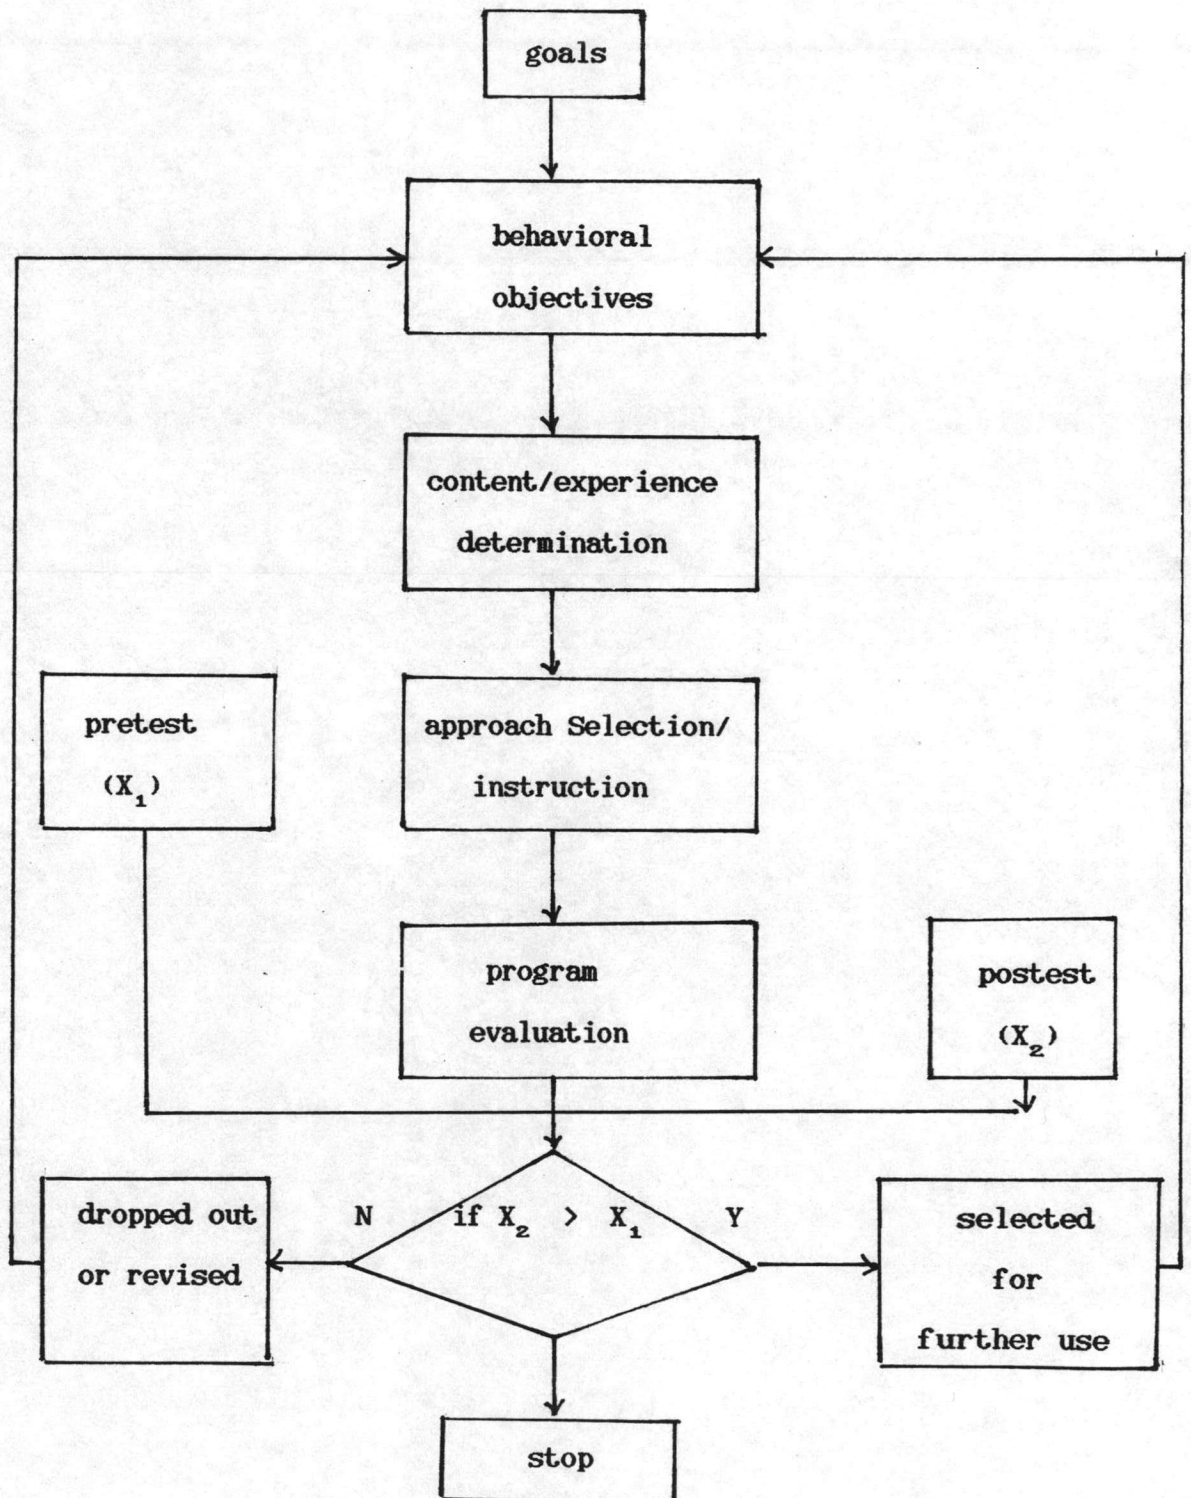 goals
behavioral
objectives
content/experience
determination
pretest
(X₁)
approach Selection/
instruction
program
evaluation
postest
(X₂)
dropped out
or revised
N
if X₂ > X₁
Y
selected
for
further use
stop